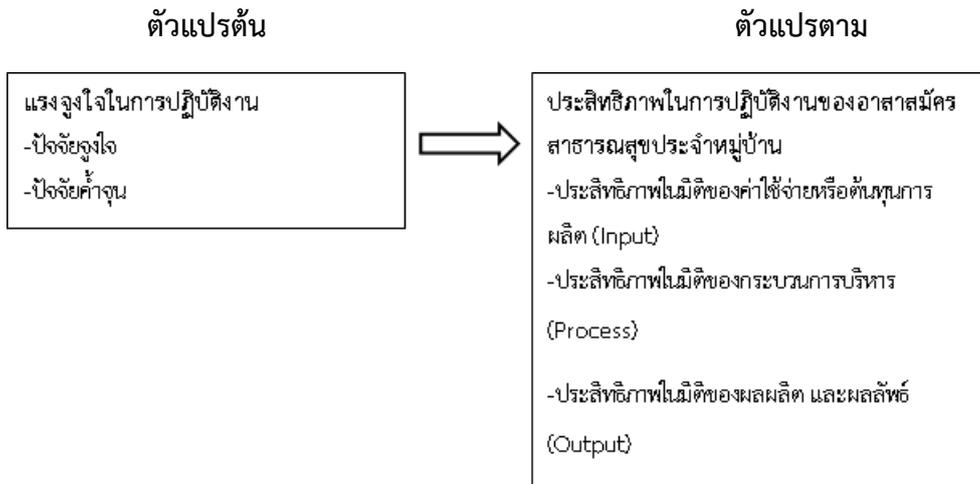 ตัวแปรต้น
ตัวแปรตาม
แรงจูงใจในการปฏิบัติงาน
-ปัจจัยจูงใจ
-ปัจจัยค้ำจุน
ประสิทธิภาพในการปฏิบัติงานของอาสาสมัคร
สาธารณสุขประจำหมู่บ้าน
-ประสิทธิภาพในมิติของค่าใช้จ่ายหรือต้นทุนการ
ผลิต (Input)
-ประสิทธิภาพในมิติของกระบวนการบริหาร
(Process)
-ประสิทธิภาพในมิติของผลผลิต และผลลัพธ์
(Output)